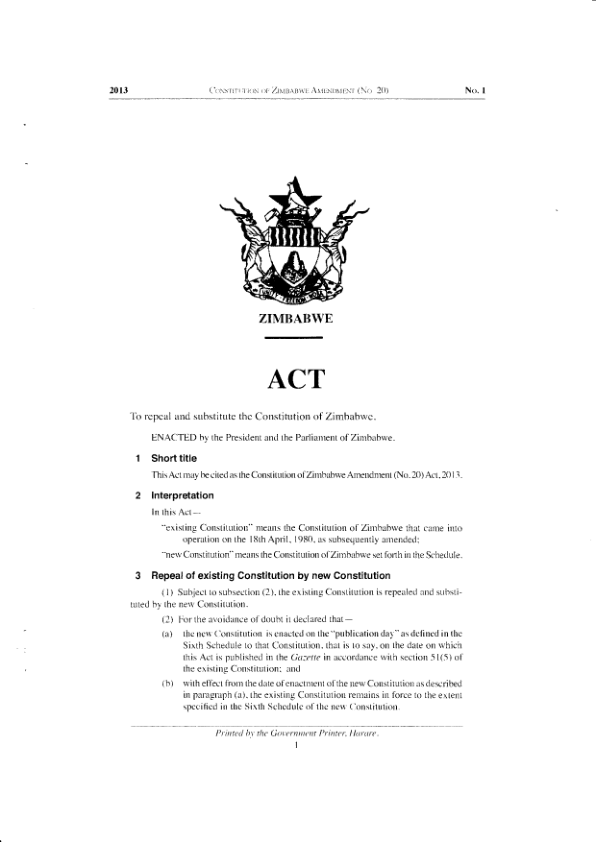 2013 CONSTITUTION OF ZIMBABWE AMENDMENT (NO. 20) No. 1
UNITY FREEDOM WORK
ZIMBABWE
ACT
To repeal and substitute the Constitution of Zimbabwe.
ENACTED by the President and the Parliament of Zimbabwe.
1 Short title
This Act may be cited as the Constitution of Zimbabwe Amendment (No. 20) Act, 2013.
2 Interpretation
In this Act—
“existing Constitution” means the Constitution of Zimbabwe that came into
operation on the 18th April, 1980, as subsequently amended;
“new Constitution” means the Constitution of Zimbabwe set forth in the Schedule.
3 Repeal of existing Constitution by new Constitution
(1) Subject to subsection (2), the existing Constitution is repealed and substi-
tuted by the new Constitution.
(2) For the avoidance of doubt it declared that—
(a) the new Constitution is enacted on the “publication day” as defined in the
Sixth Schedule to that Constitution, that is to say, on the date on which
this Act is published in the Gazette in accordance with section 51(5) of
the existing Constitution; and
(b) with effect from the date of enactment of the new Constitution as described
in paragraph (a), the existing Constitution remains in force to the extent
specified in the Sixth Schedule of the new Constitution.
Printed by the Government Printer, Harare.
1